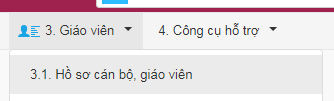 3. Giáo viên 4. Công cụ hỗ trợ
3.1. Hồ sơ cán bộ, giáo viên